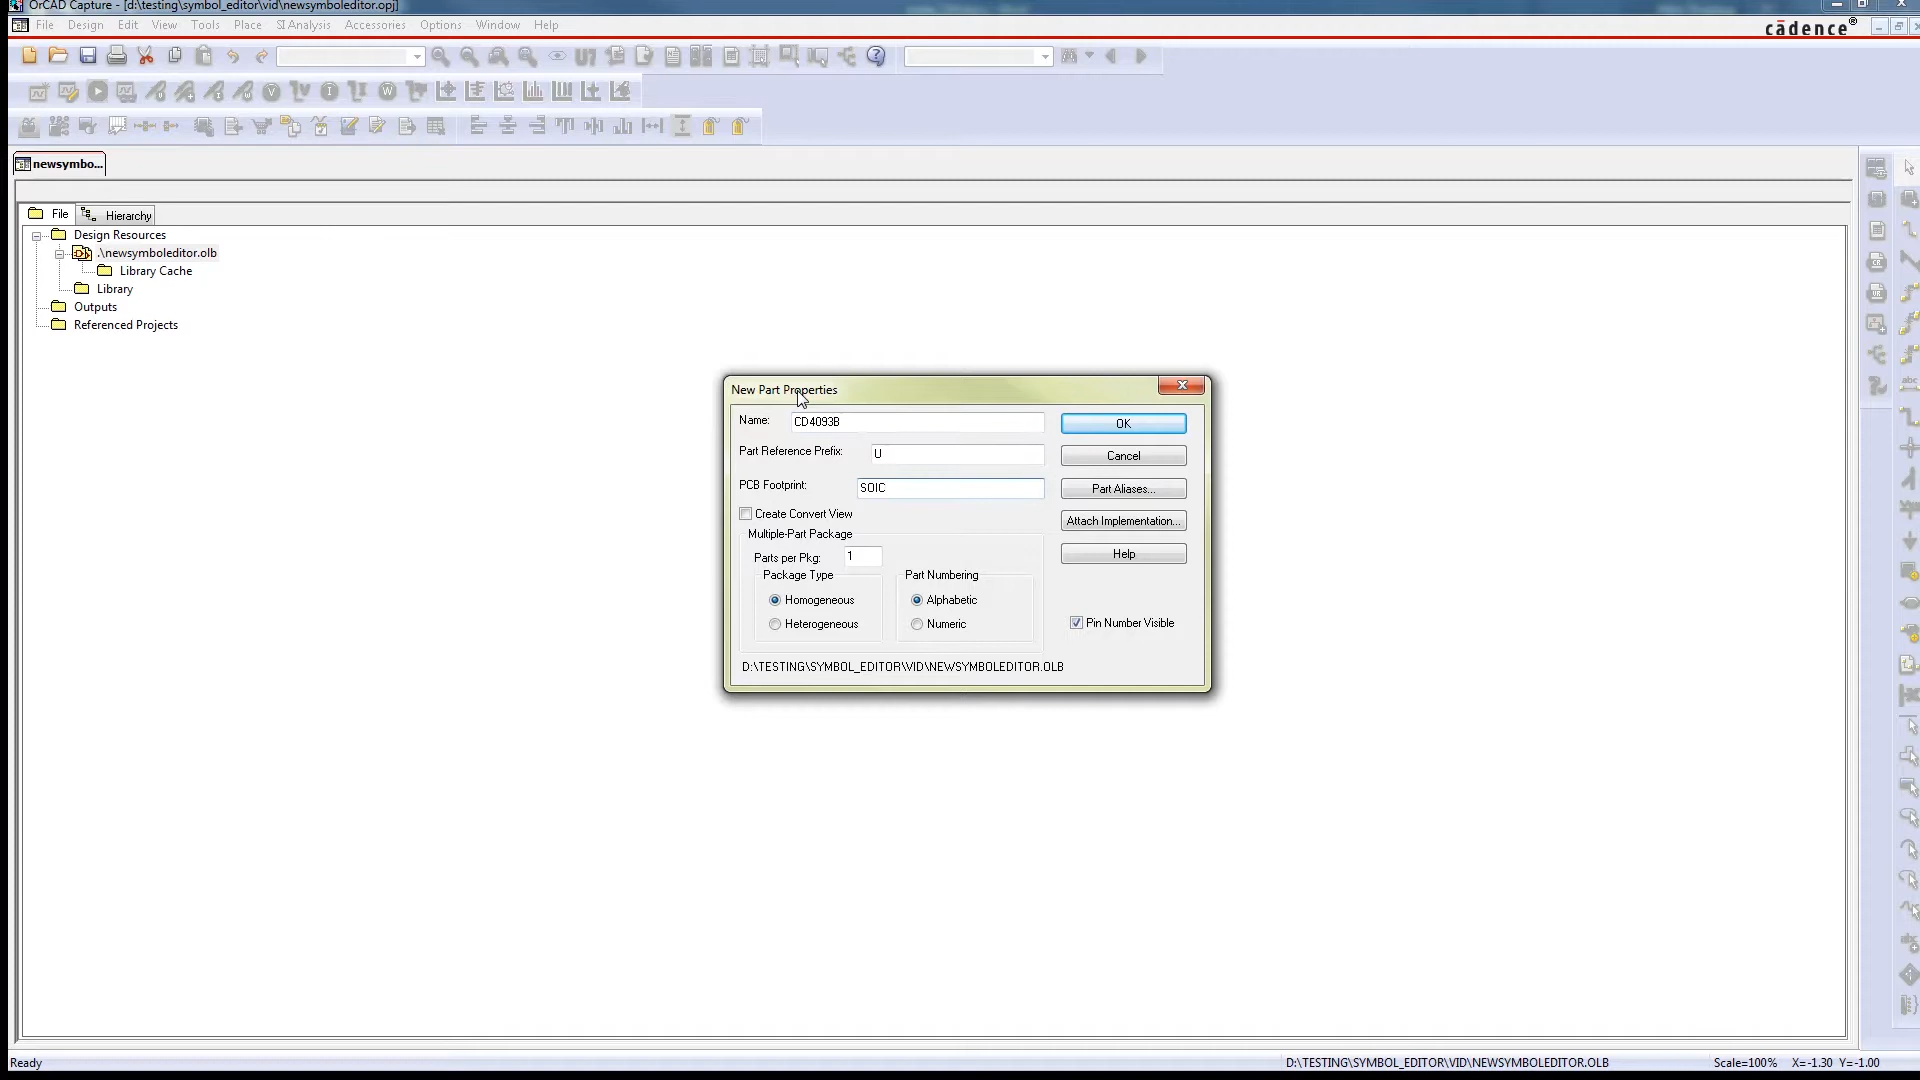 OrCAD Capture - [d:\testing\symbol_editor\vid\newsymboleditor.opj]
File Design Edit View Tools Place SI Analysis Accessories Options Window Help
cādence®
newsymbo...
File Hierarchy
Design Resources
.\newsymboleditor.olb
Library Cache
Library
Outputs
Referenced Projects
New Part Properties
Name: CD4093B OK
Part Reference Prefix: U Cancel
PCB Footprint: SOIC Part Aliases...
Create Convert View Attach Implementation...
Multiple-Part Package
Parts per Pkg: 1 Help
Package Type Part Numbering
Homogeneous Alphabetic
Heterogeneous Numeric Pin Number Visible
D:\TESTING\SYMBOL_EDITOR\VID\NEWSYMBOLEDITOR.OLB
Ready D:\TESTING\SYMBOL_EDITOR\VID\NEWSYMBOLEDITOR.OLB Scale=100% X=-1.30 Y=-1.00